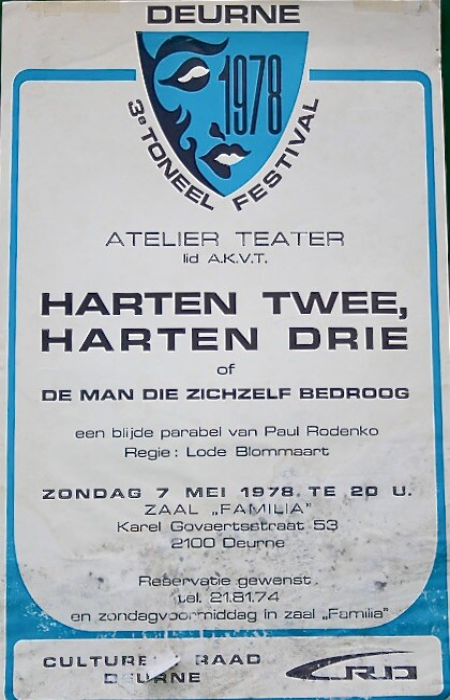 DEURNE
1978
3e TONEEL FESTIVAL
ATELIER TEATER
lid A.K.V.T.
HARTEN TWEE,
HARTEN DRIE
of
DE MAN DIE ZICHZELF BEDROOG
een blijde parabel van Paul Rodenko
Regie: Lode Blommaart
ZONDAG 7 MEI 1978. TE 20 U.
ZAAL „FAMILIA”
Karel Govaertsstraat 53
2100 Deurne
Reservatie gewenst.
tel. 21.81.74
en zondagvoormiddag in zaal „Familia”
CULTURELE RAAD
DEURNE
CRD